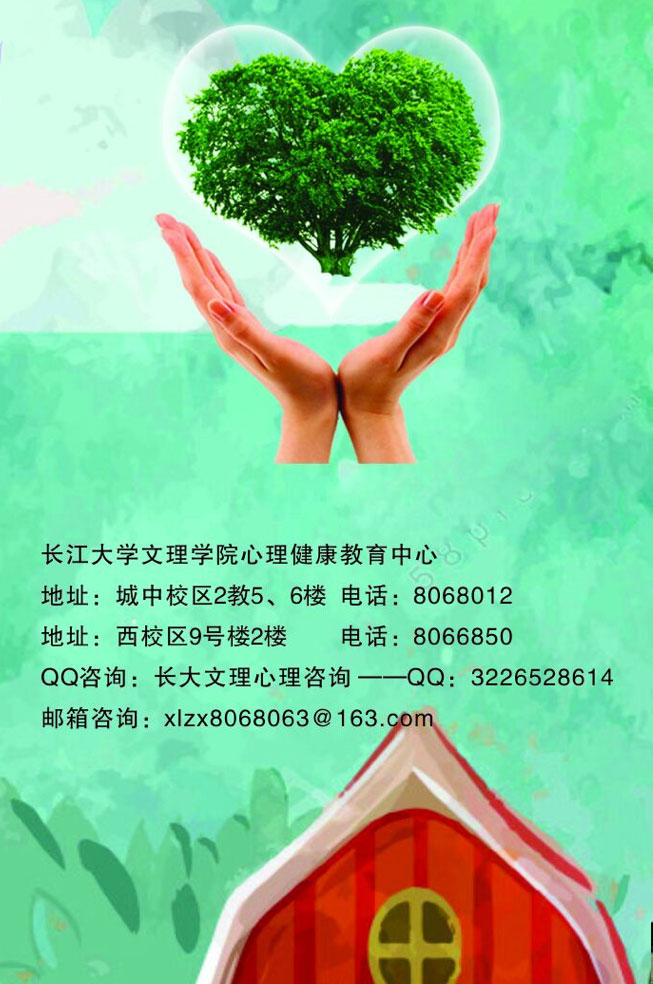 长江大学文理学院心理健康教育中心
地址：城中校区2教5、6楼 电话：8068012
地址：西校区9号楼2楼 电话：8066850
QQ咨询：长大文理心理咨询 ——QQ：3226528614
邮箱咨询：xlzx8068063@163.com